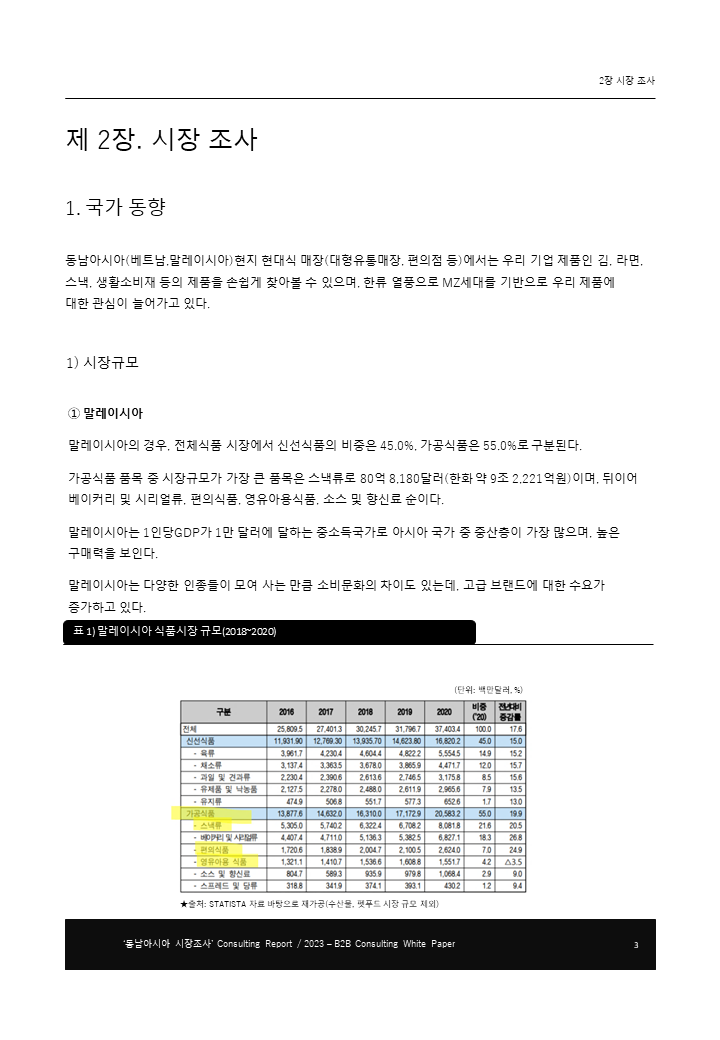 2장 시장 조사
제 2장. 시장 조사
1. 국가 동향
동남아시아(베트남,말레이시아)현지 현대식 매장(대형유통매장, 편의점 등)에서는 우리 기업 제품인 김, 라면,
스낵, 생활소비재 등의 제품을 손쉽게 찾아볼 수 있으며, 한류 열풍으로 MZ세대를 기반으로 우리 제품에
대한 관심이 늘어가고 있다.
1) 시장규모
① 말레이시아
말레이시아의 경우, 전체식품 시장에서 신선식품의 비중은 45.0%, 가공식품은 55.0%로 구분된다.
가공식품 품목 중 시장규모가 가장 큰 품목은 스낵류로 80억 8,180달러(한화 약 9조 2,221억원)이며, 뒤이어
베이커리 및 시리얼류, 편의식품, 영유아용식품, 소스 및 향신료 순이다.
말레이시아는 1인당GDP가 1만 달러에 달하는 중소득국가로 아시아 국가 중 중산층이 가장 많으며, 높은
구매력을 보인다.
말레이시아는 다양한 인종들이 모여 사는 만큼 소비문화의 차이도 있는데, 고급 브랜드에 대한 수요가
증가하고 있다.
표 1) 말레이시아 식품시장 규모(2018~2020)
(단위: 백만달러, %)
구분 2016 2017 2018 2019 2020 비중('20) 전년대비 증감률
전체 25,809.5 27,401.3 30,245.7 31,796.7 37,403.4 100.0 17.6
신선식품 11,931.90 12,769.30 13,935.70 14,623.80 16,820.2 45.0 15.0
- 육류 3,961.7 4,230.4 4,604.4 4,822.2 5,554.5 14.9 15.2
- 채소류 3,137.4 3,363.5 3,678.0 3,865.9 4,471.7 12.0 15.7
- 과일 및 견과류 2,230.4 2,390.6 2,613.6 2,746.5 3,175.8 8.5 15.6
- 유제품 및 낙농품 2,127.5 2,278.0 2,488.0 2,611.9 2,965.6 7.9 13.5
- 유지류 474.9 506.8 551.7 577.3 652.6 1.7 13.0
가공식품 13,877.6 14,632.0 16,310.0 17,172.9 20,583.2 55.0 19.9
- 스낵류 5,305.0 5,740.2 6,322.4 6,708.2 8,081.8 21.6 20.5
- 베이커리 및 시리얼류 4,407.4 4,711.0 5,136.3 5,382.5 6,827.1 18.3 26.8
- 편의식품 1,720.6 1,838.9 2,004.7 2,100.5 2,624.0 7.0 24.9
- 영유아용 식품 1,321.1 1,410.7 1,536.6 1,608.8 1,551.7 4.2 △3.5
- 소스 및 향신료 804.7 589.3 935.9 979.8 1,068.4 2.9 9.0
- 스프레드 및 당류 318.8 341.9 374.1 393.1 430.2 1.2 9.4
★출처: STATISTA 자료 바탕으로 재가공(수산물, 펫푸드 시장 규모 제외)
'동남아시아 시장조사' Consulting Report / 2023 – B2B Consulting White Paper 3